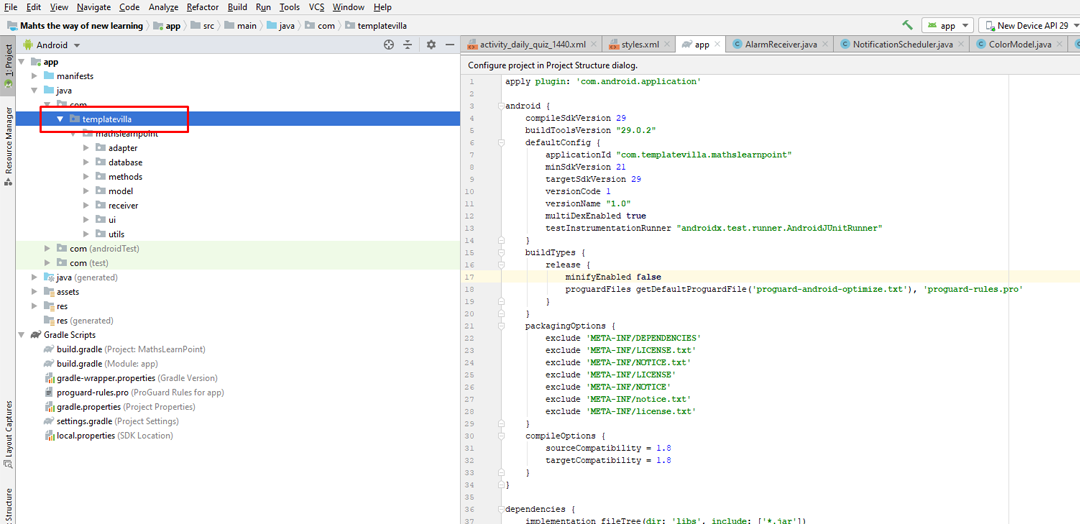 File Edit View Navigate Code Analyze Refactor Build Run Tools VCS Window Help
Mahts the way of new learning app src main java com templatevilla
app New Device API 29
1: Project
Resource Manager
Layout Captures
Structure
Android
app
manifests
java
com
templatevilla
mathslearnpoint
adapter
database
methods
model
receiver
ui
utils
com (androidTest)
com (test)
java (generated)
assets
res
res (generated)
Gradle Scripts
build.gradle (Project: MathsLearnPoint)
build.gradle (Module: app)
gradle-wrapper.properties (Gradle Version)
proguard-rules.pro (ProGuard Rules for app)
gradle.properties (Project Properties)
settings.gradle (Project Settings)
local.properties (SDK Location)
activity_daily_quiz_1440.xml styles.xml app AlarmReceiver.java NotificationScheduler.java ColorModel.java
Configure project in Project Structure dialog.
1 apply plugin: 'com.android.application'
2
3 android {
4 compileSdkVersion 29
5 buildToolsVersion "29.0.2"
6 defaultConfig {
7 applicationId "com.templatevilla.mathslearnpoint"
8 minSdkVersion 21
9 targetSdkVersion 29
10 versionCode 1
11 versionName "1.0"
12 multiDexEnabled true
13 testInstrumentationRunner "androidx.test.runner.AndroidJUnitRunner"
14 }
15 buildTypes {
16 release {
17 minifyEnabled false
18 proguardFiles getDefaultProguardFile('proguard-android-optimize.txt'), 'proguard-rules.pro'
19 }
20 }
21 packagingOptions {
22 exclude 'META-INF/DEPENDENCIES'
23 exclude 'META-INF/LICENSE.txt'
24 exclude 'META-INF/NOTICE.txt'
25 exclude 'META-INF/LICENSE'
26 exclude 'META-INF/NOTICE'
27 exclude 'META-INF/notice.txt'
28 exclude 'META-INF/license.txt'
29 }
30 compileOptions {
31 sourceCompatibility = 1.8
32 targetCompatibility = 1.8
33 }
34 }
35
36 dependencies {
37 implementation fileTree(dir: 'libs', include: ['*.jar'])